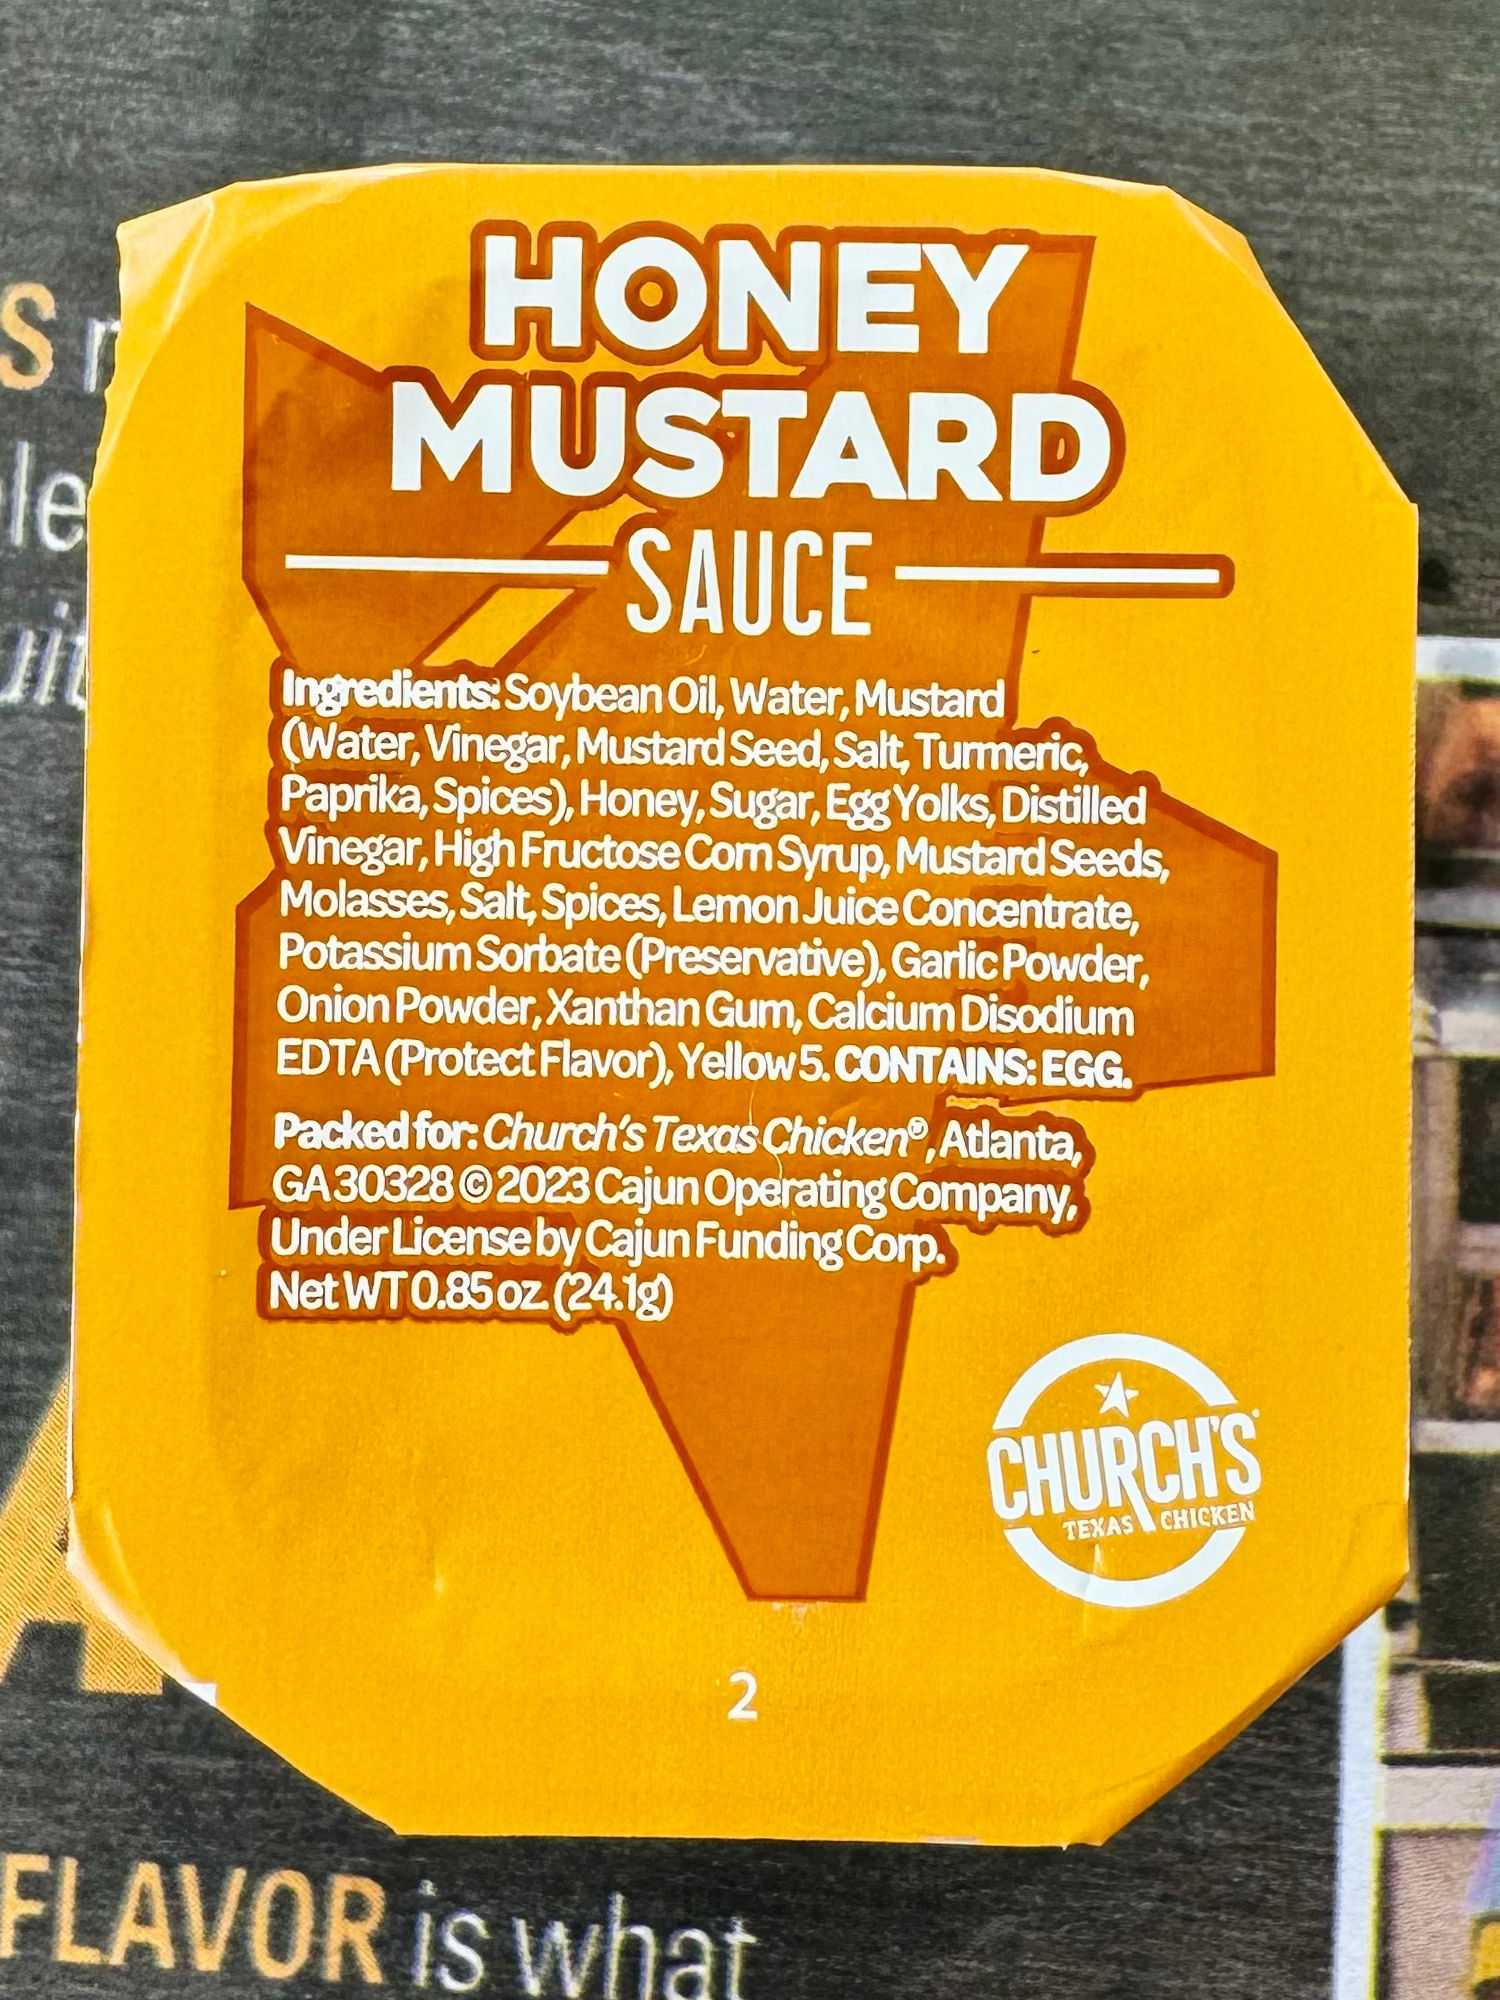 HONEY
MUSTARD
SAUCE
Ingredients: Soybean Oil, Water, Mustard
(Water, Vinegar, Mustard Seed, Salt, Turmeric,
Paprika, Spices), Honey, Sugar, Egg Yolks, Distilled
Vinegar, High Fructose Corn Syrup, Mustard Seeds,
Molasses, Salt, Spices, Lemon Juice Concentrate,
Potassium Sorbate (Preservative), Garlic Powder,
Onion Powder, Xanthan Gum, Calcium Disodium
EDTA (Protect Flavor), Yellow 5. CONTAINS: EGG.
Packed for: Church's Texas Chicken®, Atlanta,
GA 30328 © 2023 Cajun Operating Company,
Under License by Cajun Funding Corp.
Net WT 0.85 oz. (24.1g)
CHURCH'S
TEXAS CHICKEN
2
FLAVOR is what